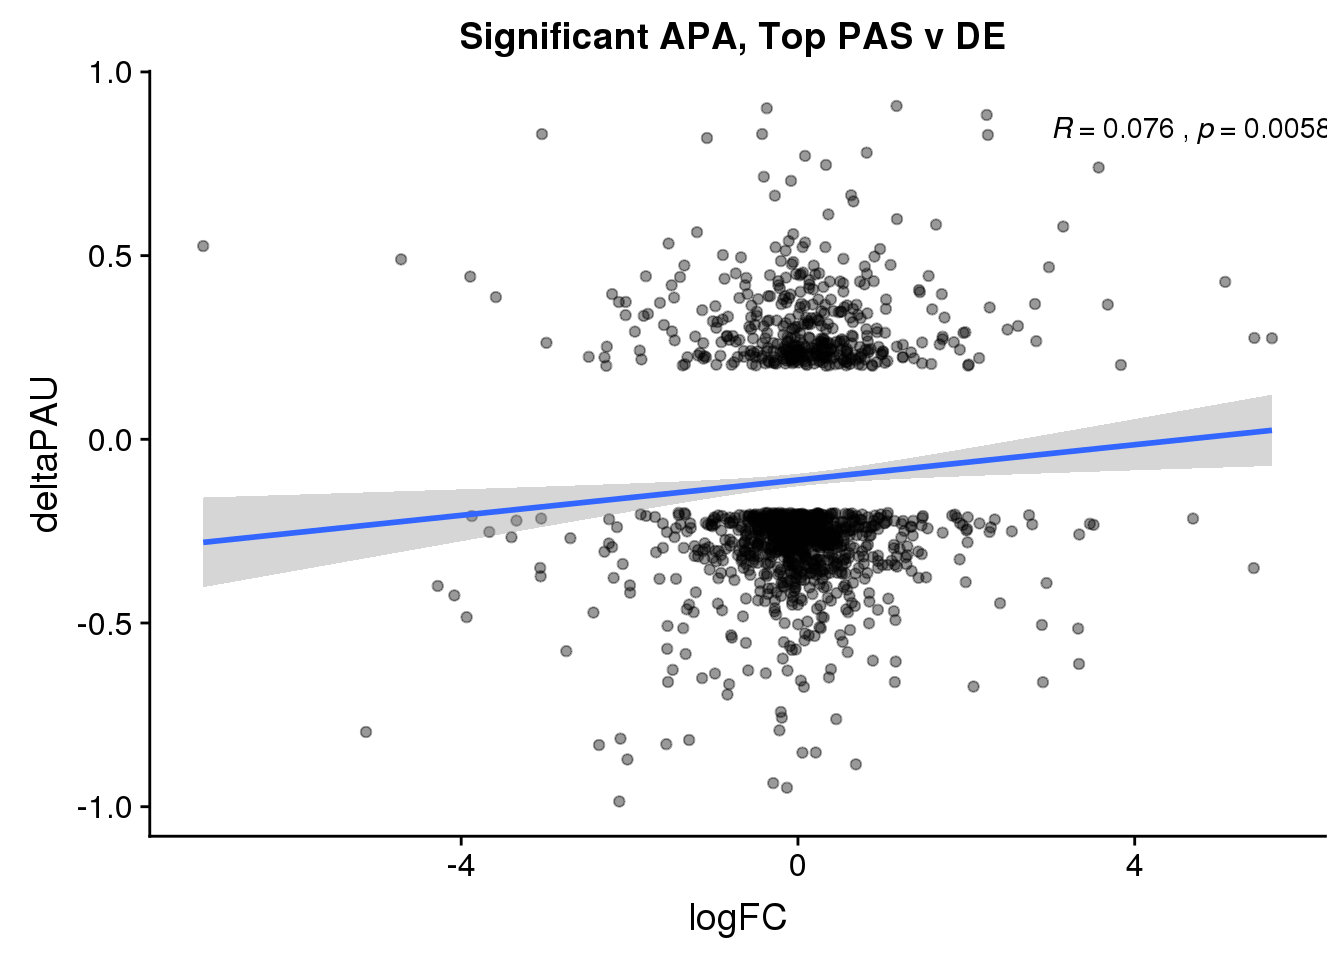 Significant APA, Top PAS v DE
1.0
R = 0.076 , p = 0.0058
0.5
0.0
deltaPAU
-0.5
-1.0
-4 0 4
logFC